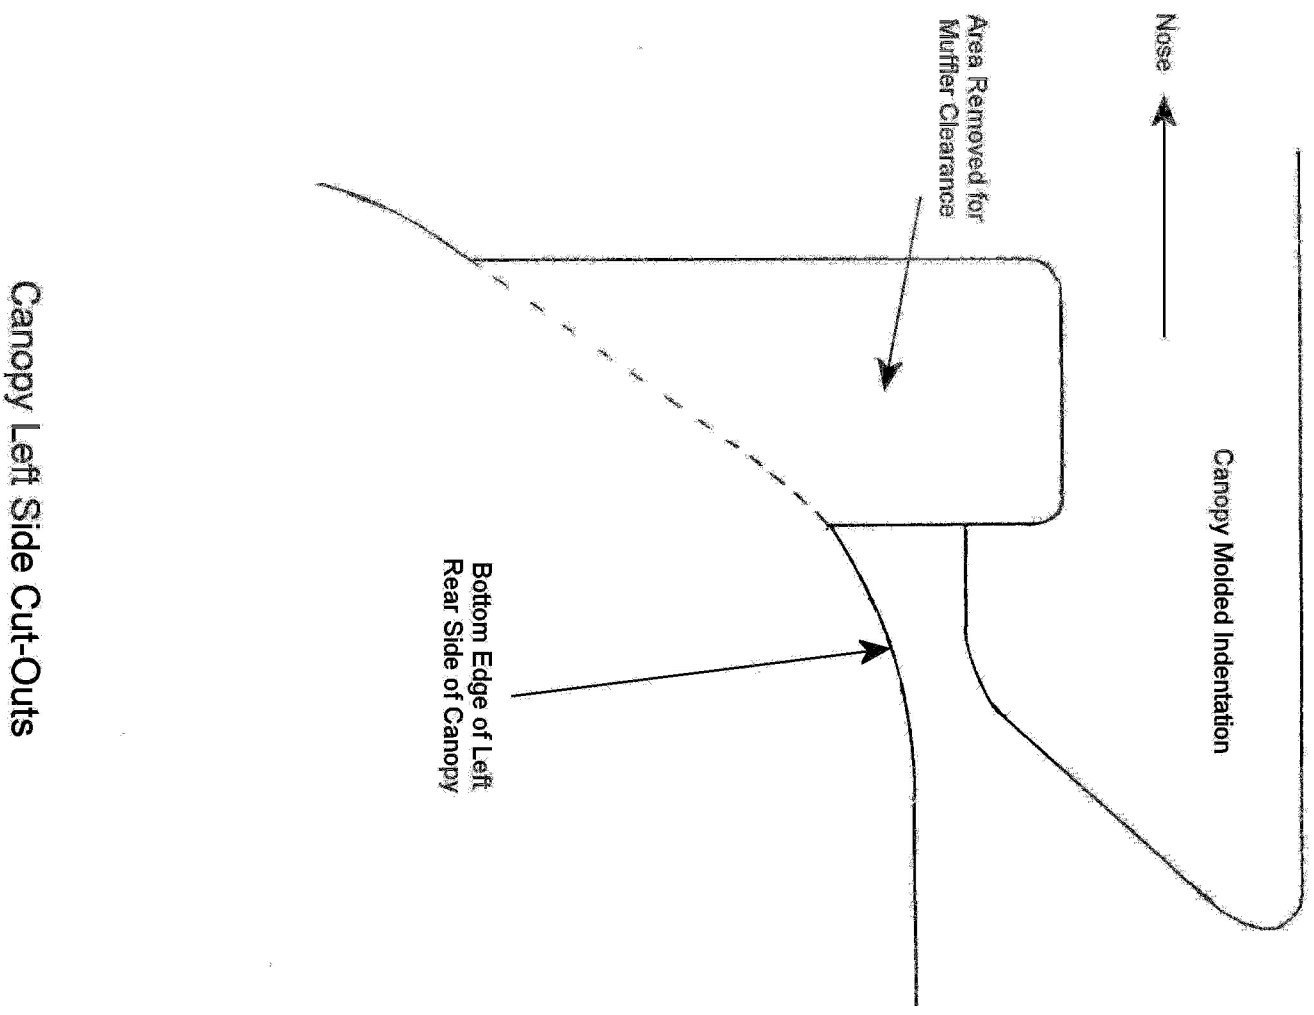 Nose
Canopy Molded Indentation
Area Removed for
Muffler Clearance
Bottom Edge of Left
Rear Side of Canopy
Canopy Left Side Cut-Outs